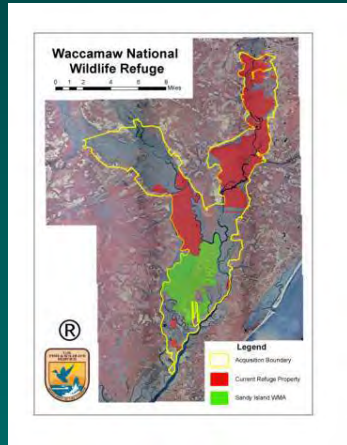 Waccamaw National
Wildlife Refuge
0 1 2 4 6 8
Miles
®
Legend
Acquisition Boundary
Current Refuge Property
Sandy Island WMA